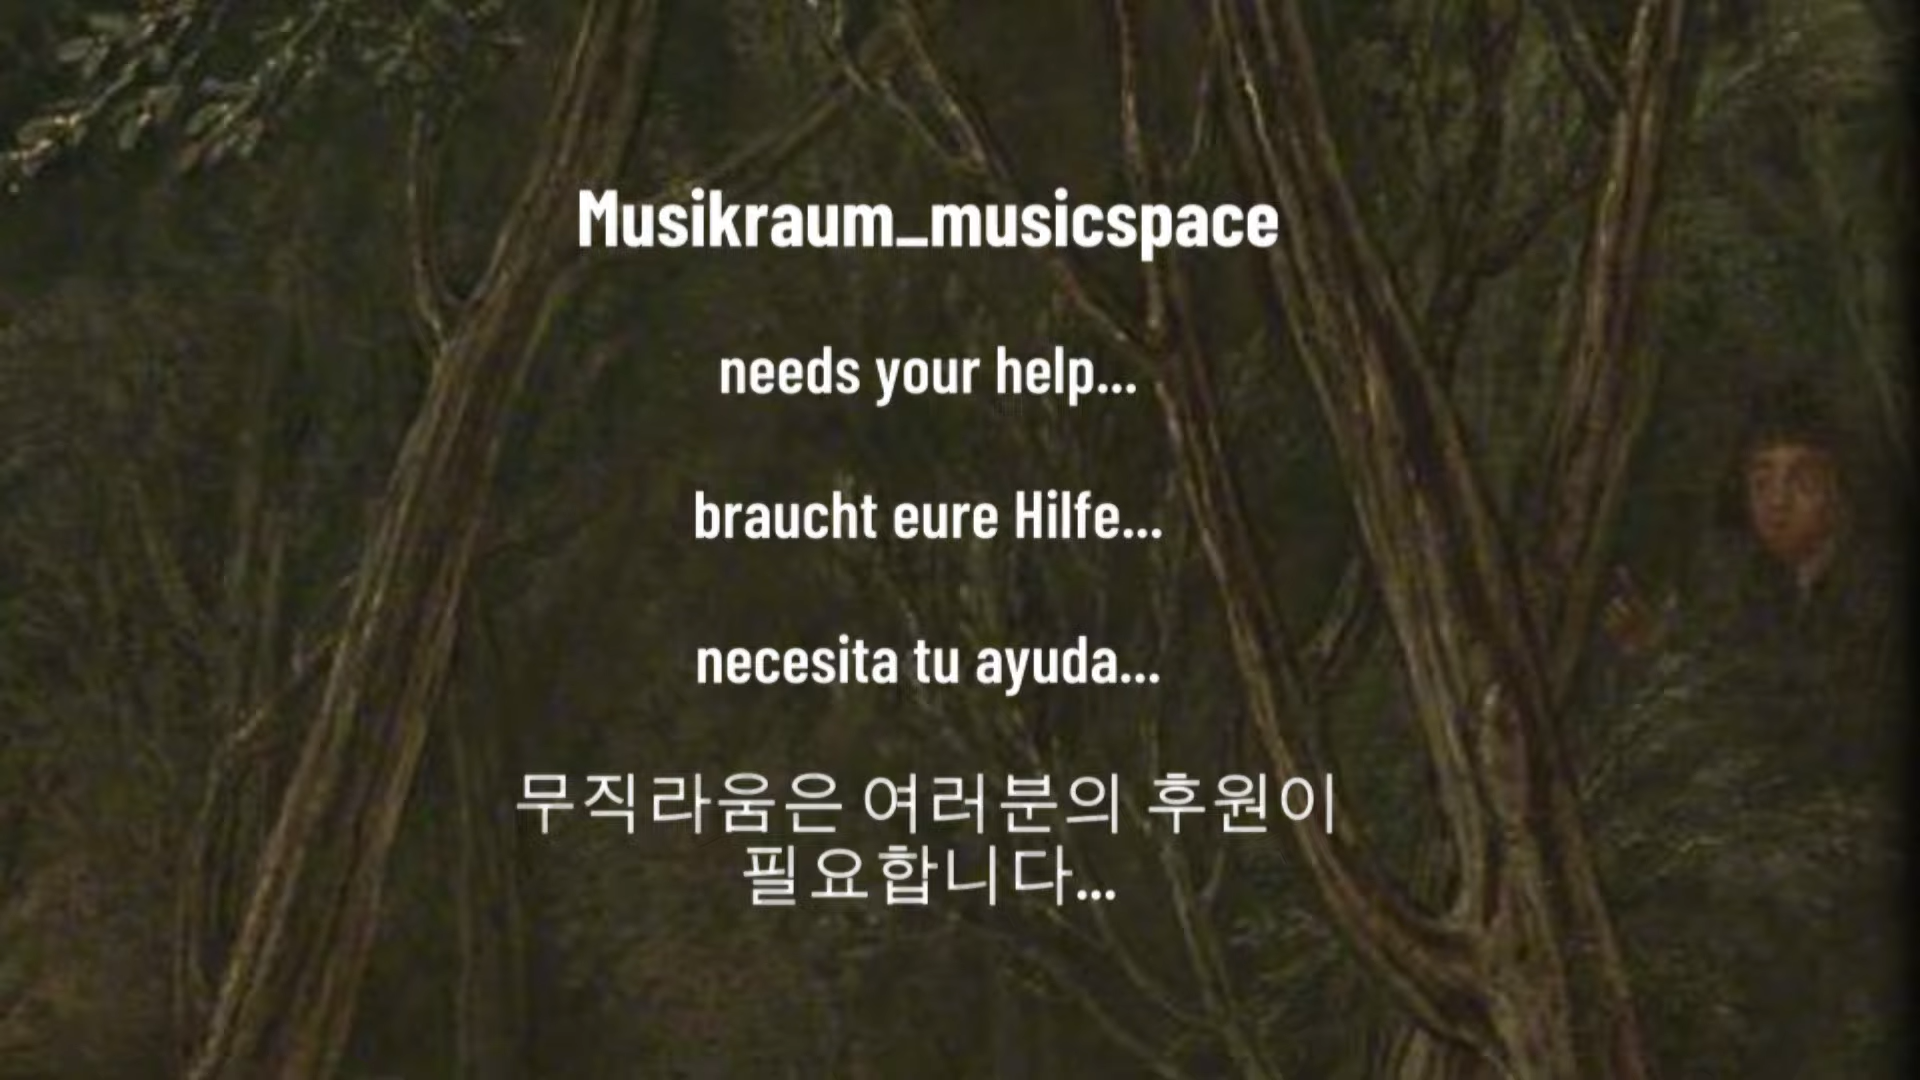 Musikraum_musicspace
needs your help...
braucht eure Hilfe...
necesita tu ayuda...
무직라움은 여러분의 후원이
필요합니다...